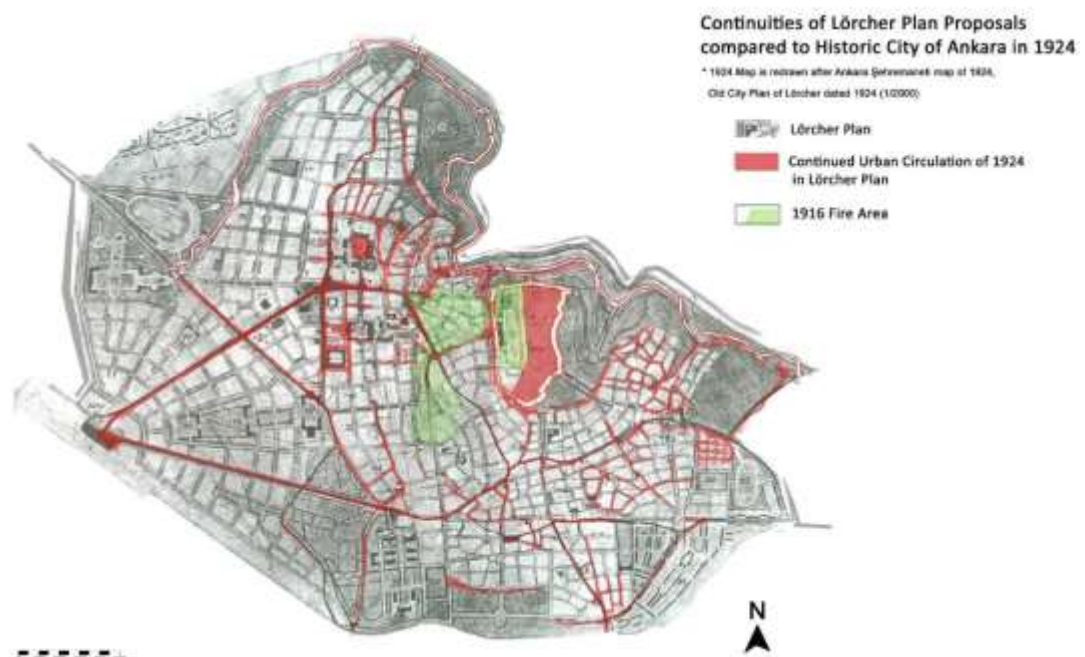 Continuities of Lörcher Plan Proposals
compared to Historic City of Ankara in 1924
* 1924 Map is redrawn after Ankara Şehremaneti map of 1924,
Old City Plan of Lörcher dated 1924 (1/2000)
Lörcher Plan
Continued Urban Circulation of 1924
in Lörcher Plan
1916 Fire Area
N